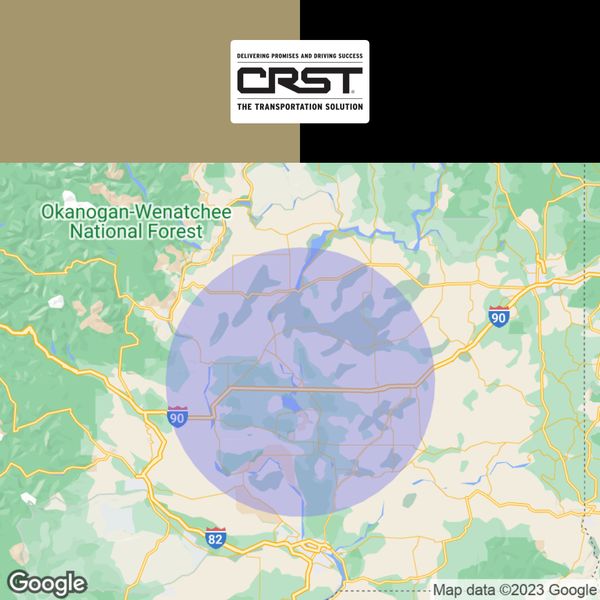 DELIVERING PROMISES AND DRIVING SUCCESS
CRST®
THE TRANSPORTATION SOLUTION
Okanogan-Wenatchee
National Forest
90
90
82
Google
Map data ©2023 Google